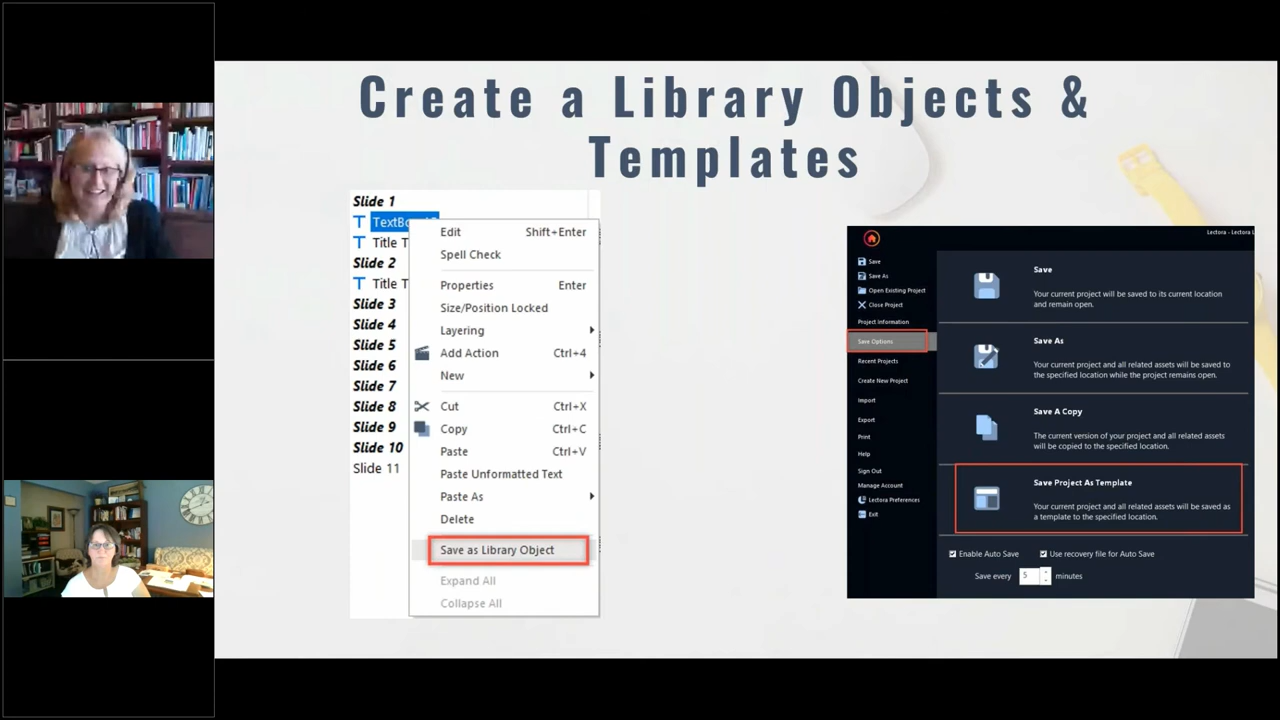 Create a Library Objects &
Templates
Slide 1
Title T
Slide 2
Title T
Slide 3
Slide 4
Slide 5
Slide 6
Slide 7
Slide 8
Slide 9
Slide 10
Slide 11
Edit Shift+Enter
Spell Check
Properties Enter
Size/Position Locked
Layering
Add Action Ctrl+4
New
Cut Ctrl+X
Copy Ctrl+C
Paste Ctrl+V
Paste Unformatted Text
Paste As
Delete
Save as Library Object
Expand All
Collapse All
Lectora - Lectora L
Save
Save As
Open Existing Project
Close Project
Project Information
Save Options
Recent Projects
Create New Project
Import
Export
Print
Help
Sign Out
Manage Account
Lectora Preferences
Exit
Save
Your current project will be saved to its current location
and remain open.
Save As
Your current project and all related assets will be saved to
the specified location while the project remains open.
Save A Copy
The current version of your project and all related assets
will be copied to the specified location.
Save Project As Template
Your current project and all related assets will be saved as
a template to the specified location.
Enable Auto Save Use recovery file for Auto Save
Save every 5 minutes